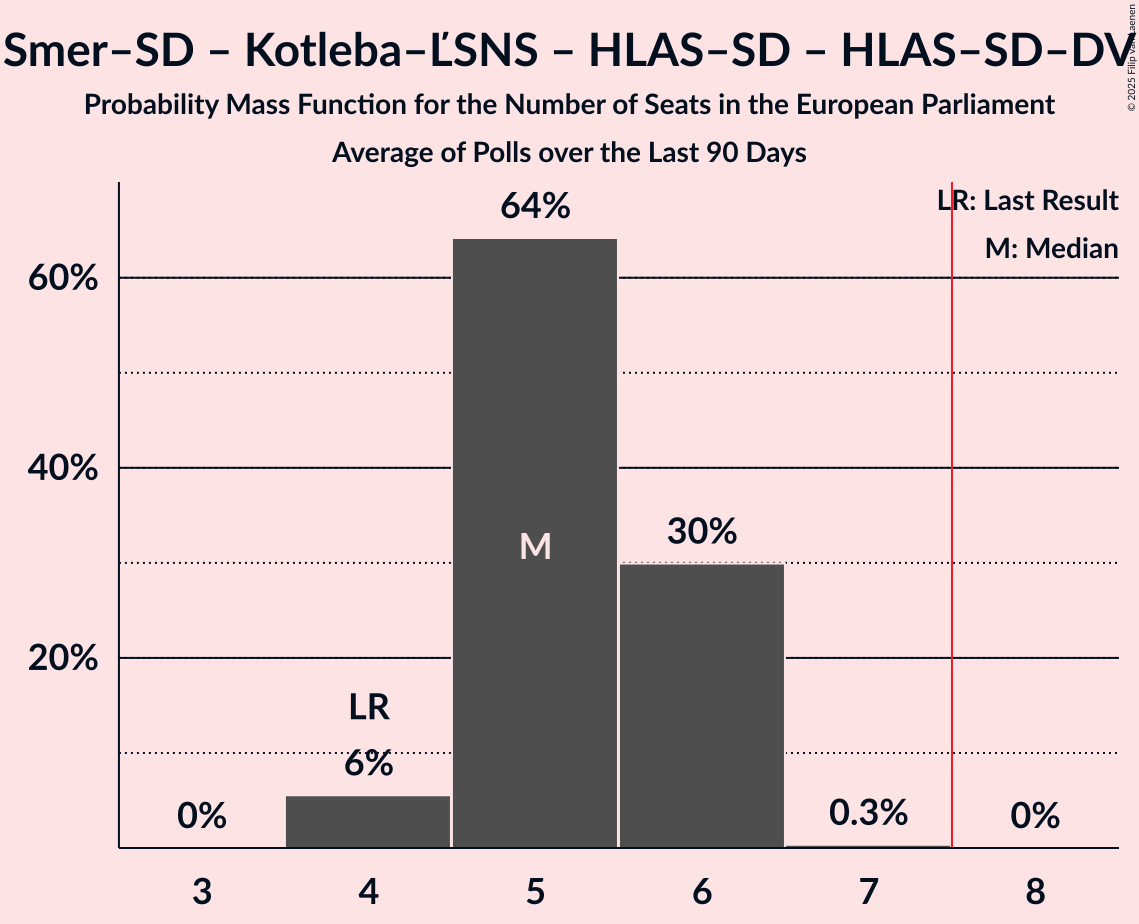 Smer–SD – Kotleba–ĽSNS – HLAS–SD – HLAS–SD–DV
Probability Mass Function for the Number of Seats in the European Parliament
Average of Polls over the Last 90 Days
© 2025 Filip van Laenen
LR: Last Result
M: Median
64%
60%
40%
M
30%
20%
LR
6%
0%
0.3%
0%
3 4 5 6 7 8